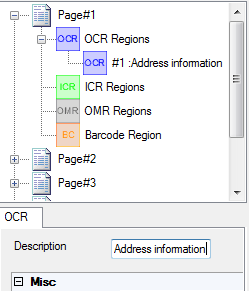 Page#1
OCR OCR Regions
OCR #1 :Address information
ICR ICR Regions
OMR OMR Regions
BC Barcode Region
Page#2
Page#3
OCR
Description Address information
Misc